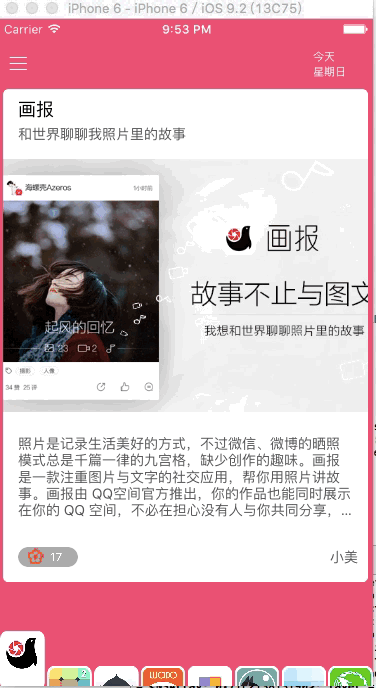 iPhone 6 - iPhone 6 / iOS 9.2 (13C75)
Carrier 9:53 PM
今天
星期日
画报
和世界聊聊我照片里的故事
海螺壳Azeros
画报
故事不止与图文
我想和世界聊聊照片里的故事
起风的回忆
23 2
摄影 人像
34 赞 25 评
照片是记录生活美好的方式，不过微信、微博的晒照
模式总是千篇一律的九宫格，缺少创作的趣味。画报
是一款注重图片与文字的社交应用，帮你用照片讲故
事。画报由 QQ空间官方推出，你的作品也能同时展示
在你的 QQ 空间，不必在担心没有人与你共同分享，...
17
小美
2